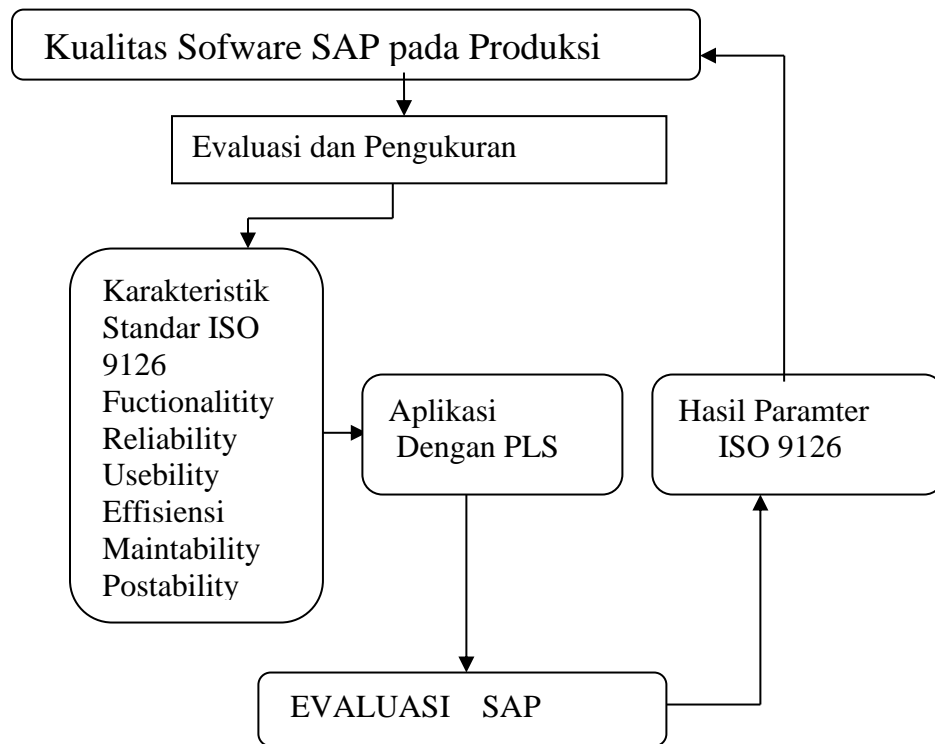 Kualitas Sofware SAP pada Produksi
Evaluasi dan Pengukuran
Karakteristik
Standar ISO
9126
Fuctionalitity
Reliability
Usebility
Effisiensi
Maintability
Postability
Aplikasi
Dengan PLS
Hasil Paramter
ISO 9126
EVALUASI SAP